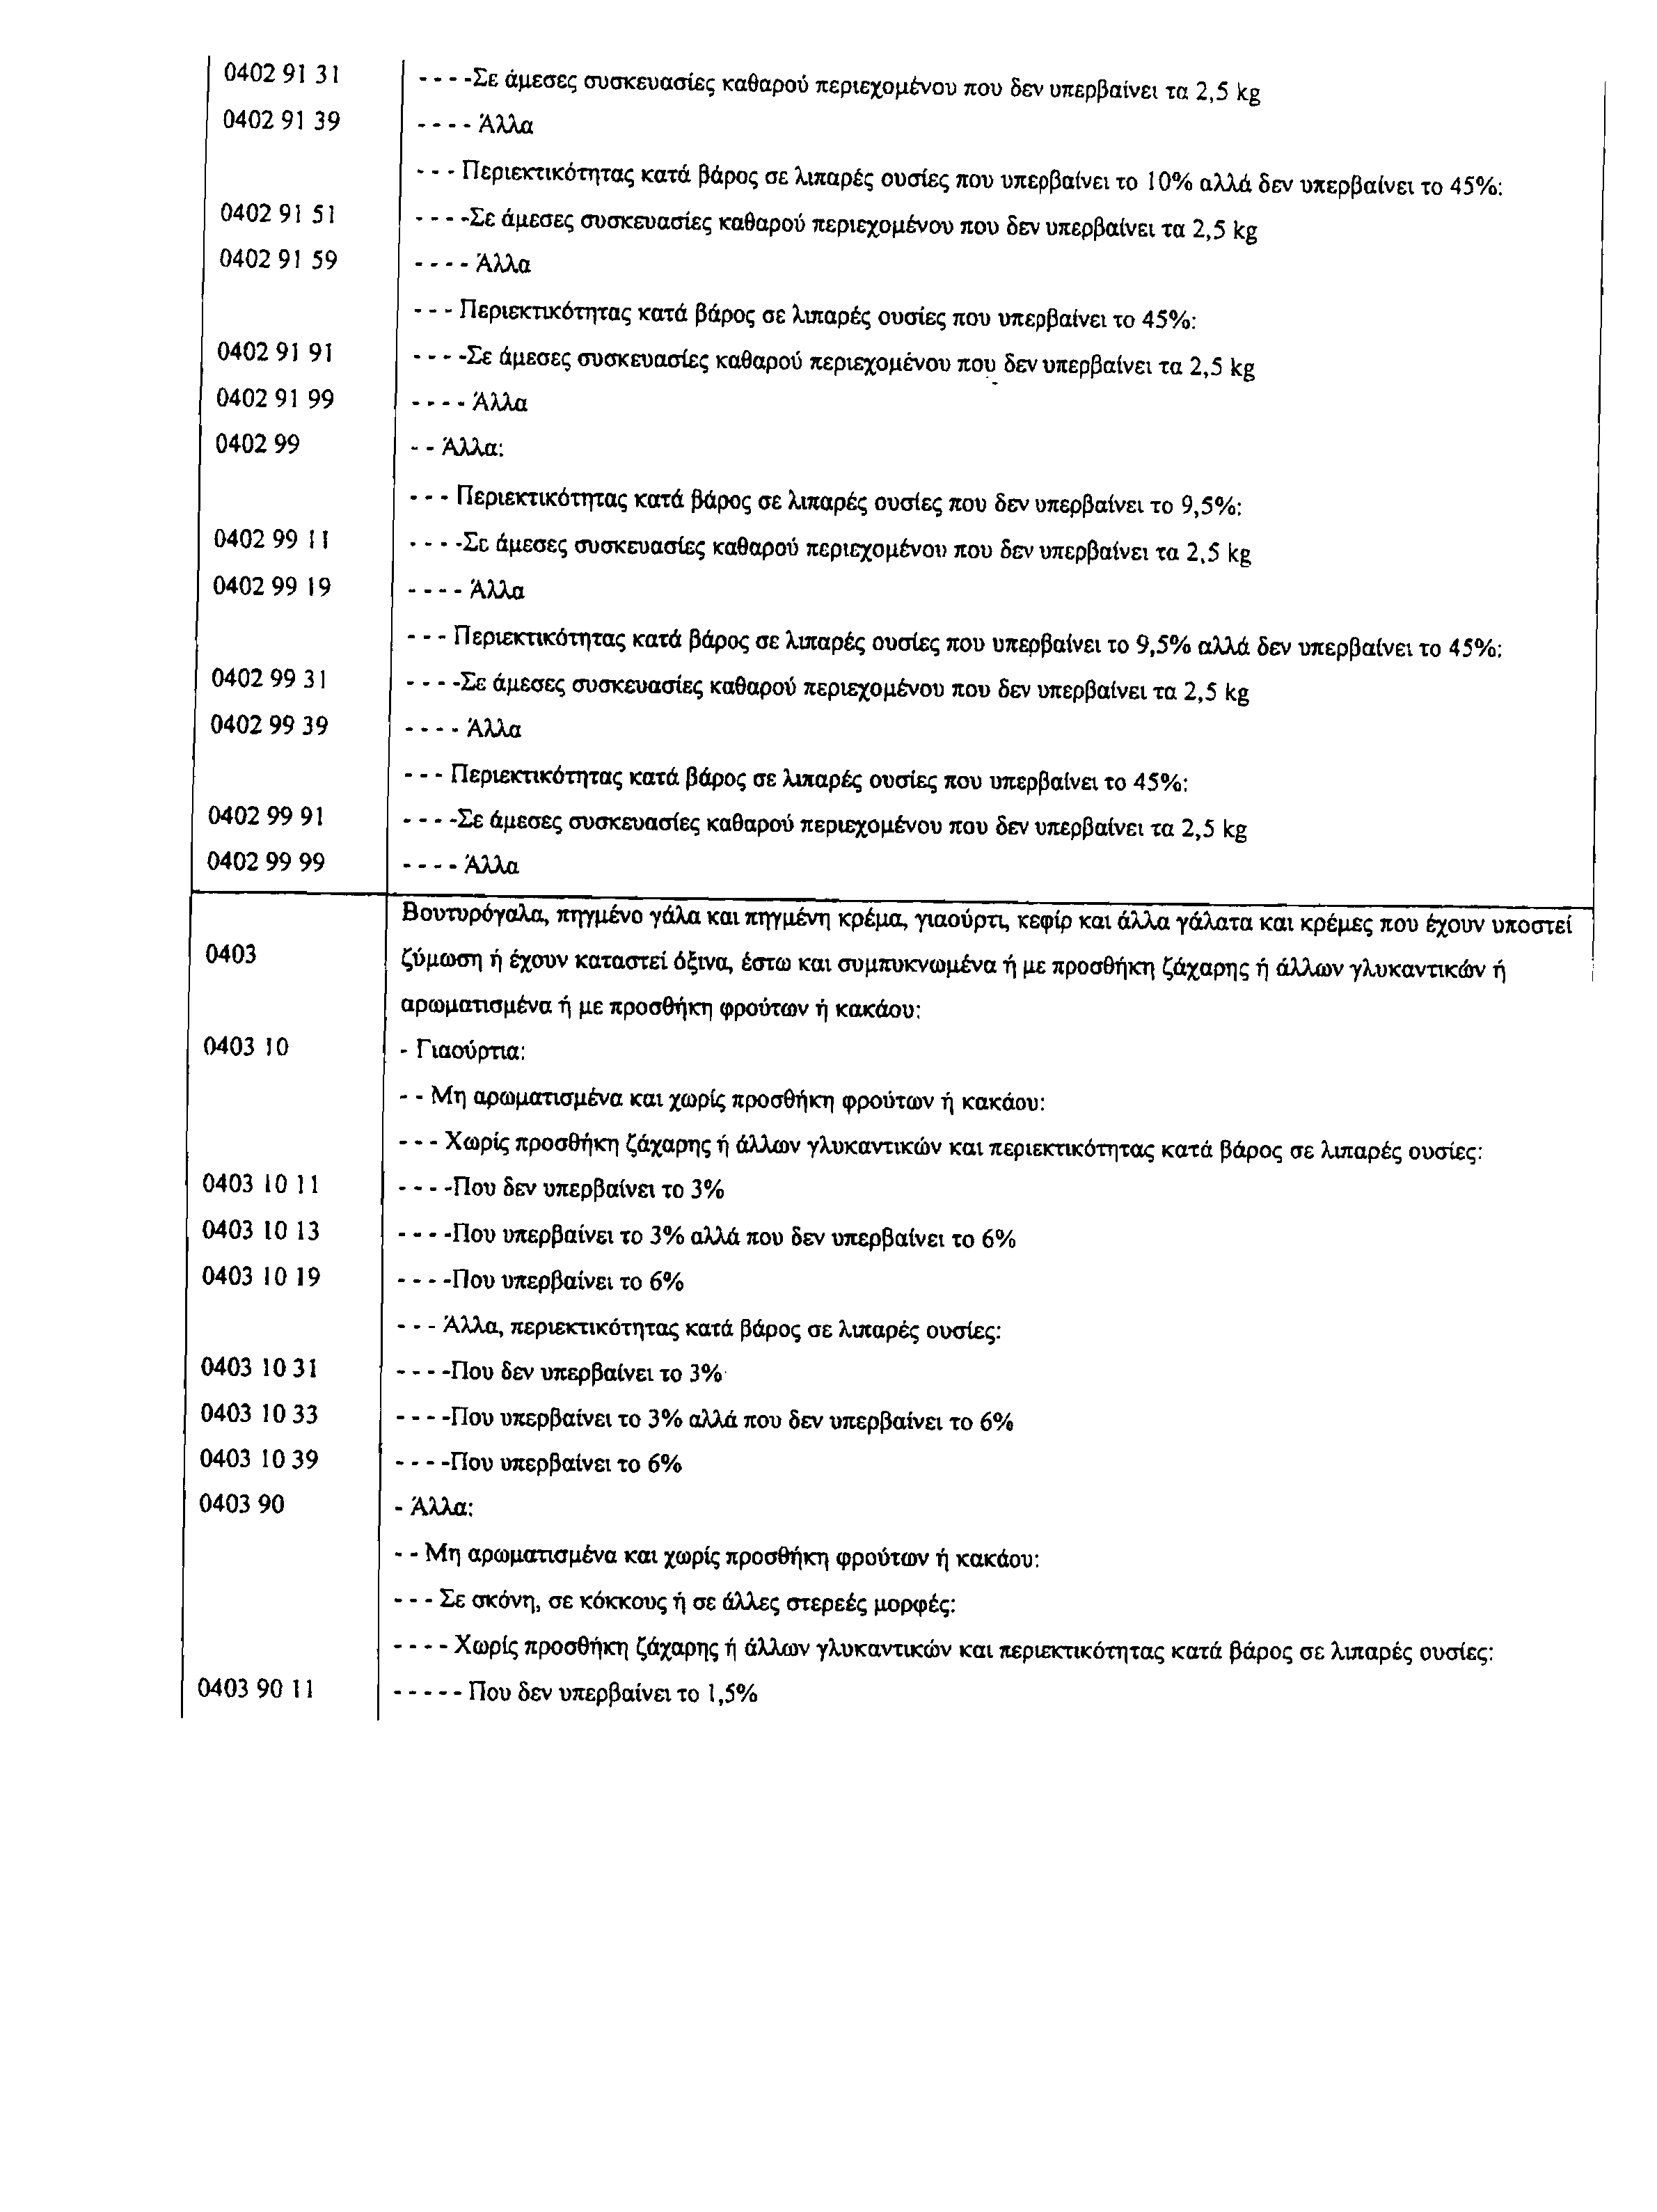 0402 91 31 - - - -Σε άμεσες συσκευασίες καθαρού περιεχομένου που δεν υπερβαίνει τα 2,5 kg
0402 91 39 - - - - Άλλα
- - - Περιεκτικότητας κατά βάρος σε λιπαρές ουσίες που υπερβαίνει το 10% αλλά δεν υπερβαίνει το 45%:
0402 91 51 - - - -Σε άμεσες συσκευασίες καθαρού περιεχομένου που δεν υπερβαίνει τα 2,5 kg
0402 91 59 - - - - Άλλα
- - - Περιεκτικότητας κατά βάρος σε λιπαρές ουσίες που υπερβαίνει το 45%:
0402 91 91 - - - -Σε άμεσες συσκευασίες καθαρού περιεχομένου που δεν υπερβαίνει τα 2,5 kg
0402 91 99 - - - - Άλλα
0402 99 - - Άλλα:
- - - Περιεκτικότητας κατά βάρος σε λιπαρές ουσίες που δεν υπερβαίνει το 9,5%:
0402 99 11 - - - -Σε άμεσες συσκευασίες καθαρού περιεχομένου που δεν υπερβαίνει τα 2,5 kg
0402 99 19 - - - - Άλλα
- - - Περιεκτικότητας κατά βάρος σε λιπαρές ουσίες που υπερβαίνει το 9,5% αλλά δεν υπερβαίνει το 45%:
0402 99 31 - - - -Σε άμεσες συσκευασίες καθαρού περιεχομένου που δεν υπερβαίνει τα 2,5 kg
0402 99 39 - - - - Άλλα
- - - Περιεκτικότητας κατά βάρος σε λιπαρές ουσίες που υπερβαίνει το 45%:
0402 99 91 - - - -Σε άμεσες συσκευασίες καθαρού περιεχομένου που δεν υπερβαίνει τα 2,5 kg
0402 99 99 - - - - Άλλα
Βουτυρόγαλα, πηγμένο γάλα και πηγμένη κρέμα, γιαούρτι, κεφίρ και άλλα γάλατα και κρέμες που έχουν υποστεί
0403 ζύμωση ή έχουν καταστεί όξινα, έστω και συμπυκνωμένα ή με προσθήκη ζάχαρης ή άλλων γλυκαντικών ή
αρωματισμένα ή με προσθήκη φρούτων ή κακάου:
0403 10 - Γιαούρτια:
- - Μη αρωματισμένα και χωρίς προσθήκη φρούτων ή κακάου:
- - - Χωρίς προσθήκη ζάχαρης ή άλλων γλυκαντικών και περιεκτικότητας κατά βάρος σε λιπαρές ουσίες:
0403 10 11 - - - -Που δεν υπερβαίνει το 3%
0403 10 13 - - - -Που υπερβαίνει το 3% αλλά που δεν υπερβαίνει το 6%
0403 10 19 - - - -Που υπερβαίνει το 6%
- - - Άλλα, περιεκτικότητας κατά βάρος σε λιπαρές ουσίες:
0403 10 31 - - - -Που δεν υπερβαίνει το 3%
0403 10 33 - - - -Που υπερβαίνει το 3% αλλά που δεν υπερβαίνει το 6%
0403 10 39 - - - -Που υπερβαίνει το 6%
0403 90 - Άλλα:
- - Μη αρωματισμένα και χωρίς προσθήκη φρούτων ή κακάου:
- - - Σε σκόνη, σε κόκκους ή σε άλλες στερεές μορφές:
- - - - Χωρίς προσθήκη ζάχαρης ή άλλων γλυκαντικών και περιεκτικότητας κατά βάρος σε λιπαρές ουσίες:
0403 90 11 - - - - - Που δεν υπερβαίνει το 1,5%